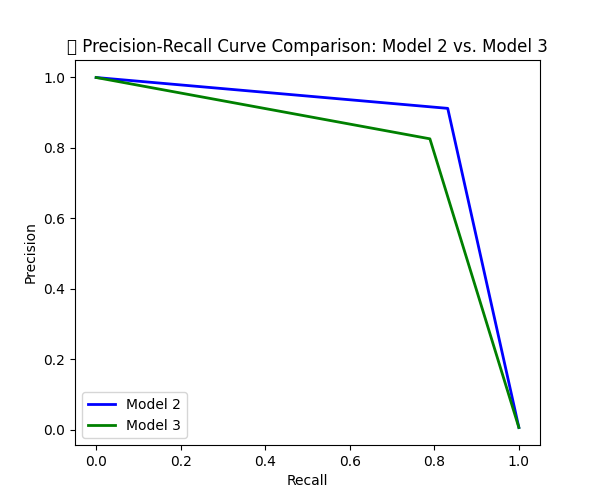 Precision-Recall Curve Comparison: Model 2 vs. Model 3
1.0
0.8
0.6
0.4
0.2
0.0
Precision
Model 2
Model 3
0.0 0.2 0.4 0.6 0.8 1.0
Recall